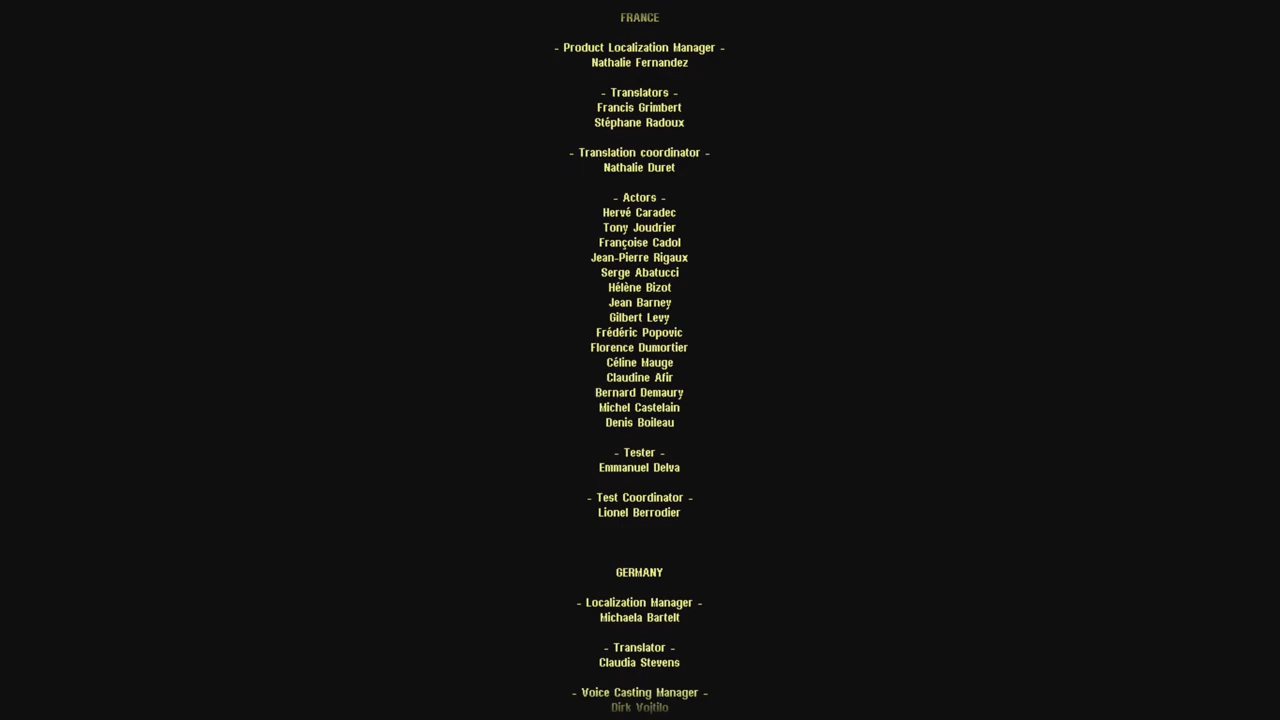 FRANCE
- Product Localization Manager -
Nathalie Fernandez
- Translators -
Francis Grimbert
Stéphane Radoux
- Translation coordinator -
Nathalie Duret
- Actors -
Hervé Caradec
Tony Joudrier
Françoise Cadol
Jean-Pierre Rigaux
Serge Abatucci
Hélène Bizot
Jean Barney
Gilbert Levy
Frédéric Popovic
Florence Dumortier
Céline Mauge
Claudine Afir
Bernard Demaury
Michel Castelain
Denis Boileau
- Tester -
Emmanuel Delva
- Test Coordinator -
Lionel Berrodier
GERMANY
- Localization Manager -
Michaela Bartelt
- Translator -
Claudia Stevens
- Voice Casting Manager -
Dirk Vojtilo